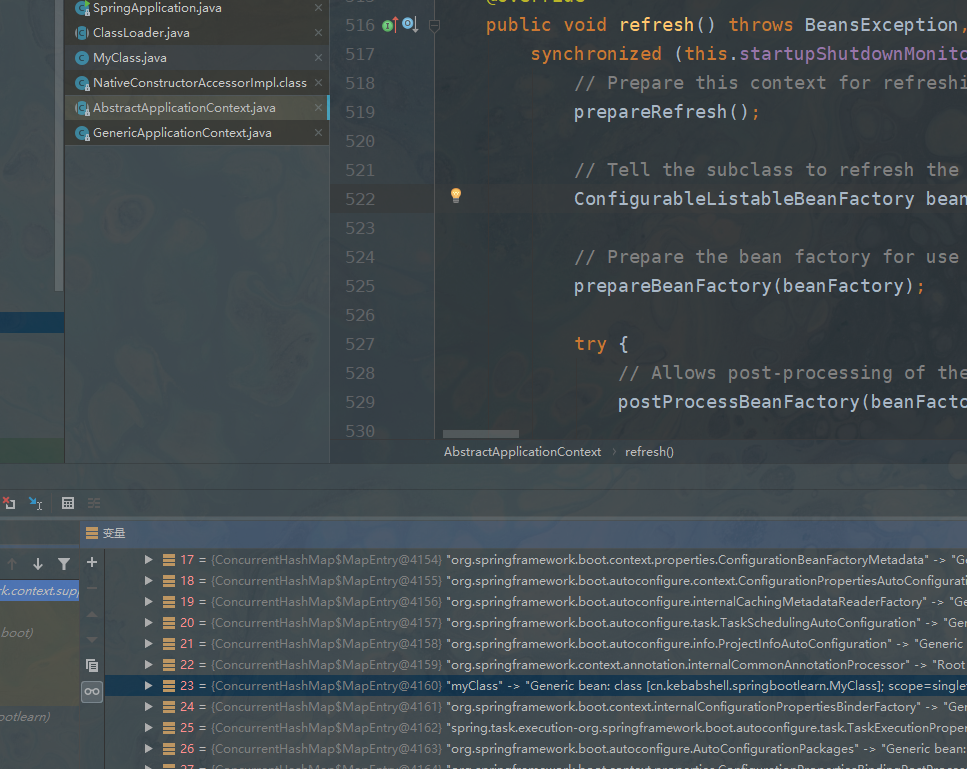 SpringApplication.java
ClassLoader.java
MyClass.java
NativeConstructorAccessorImpl.class
AbstractApplicationContext.java
GenericApplicationContext.java
516 public void refresh() throws BeansException,
517 synchronized (this.startupShutdownMonito
518 // Prepare this context for refreshi
519 prepareRefresh();
520
521 // Tell the subclass to refresh the
522 ConfigurableListableBeanFactory bean
523
524 // Prepare the bean factory for use
525 prepareBeanFactory(beanFactory);
526
527 try {
528 // Allows post-processing of the
529 postProcessBeanFactory(beanFacto
530
AbstractApplicationContext › refresh()
变量
k.context.supp
boot)
ootlearn)
17 = {ConcurrentHashMap$MapEntry@4154} "org.springframework.boot.context.properties.ConfigurationBeanFactoryMetadata" -> "Ge
18 = {ConcurrentHashMap$MapEntry@4155} "org.springframework.boot.autoconfigure.context.ConfigurationPropertiesAutoConfigurati
19 = {ConcurrentHashMap$MapEntry@4156} "org.springframework.boot.autoconfigure.internalCachingMetadataReaderFactory" -> "Ge
20 = {ConcurrentHashMap$MapEntry@4157} "org.springframework.boot.autoconfigure.task.TaskSchedulingAutoConfiguration" -> "Gen
21 = {ConcurrentHashMap$MapEntry@4158} "org.springframework.boot.autoconfigure.info.ProjectInfoAutoConfiguration" -> "Generic
22 = {ConcurrentHashMap$MapEntry@4159} "org.springframework.context.annotation.internalCommonAnnotationProcessor" -> "Root
23 = {ConcurrentHashMap$MapEntry@4160} "myClass" -> "Generic bean: class [cn.kebabshell.springbootlearn.MyClass]; scope=single
24 = {ConcurrentHashMap$MapEntry@4161} "org.springframework.boot.context.internalConfigurationPropertiesBinderFactory" -> "Ge
25 = {ConcurrentHashMap$MapEntry@4162} "spring.task.execution-org.springframework.boot.autoconfigure.task.TaskExecutionPrope
26 = {ConcurrentHashMap$MapEntry@4163} "org.springframework.boot.autoconfigure.AutoConfigurationPackages" -> "Generic bean: